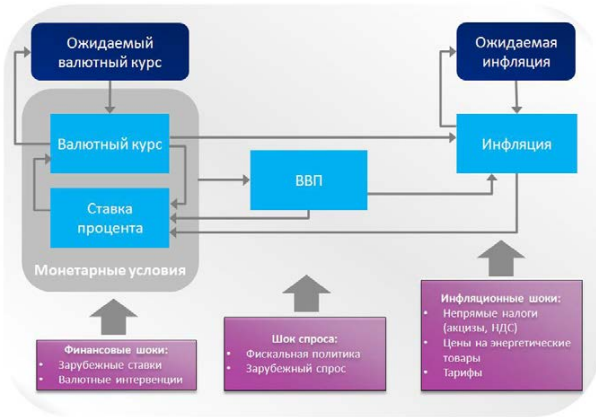 Ожидаемый
валютный курс
Ожидаемая
инфляция
Валютный курс
Инфляция
ВВП
Ставка
процента
Монетарные условия
Финансовые шоки:
• Зарубежные ставки
• Валютные интервенции
Шок спроса:
• Фискальная политика
• Зарубежный спрос
Инфляционные шоки:
• Непрямые налоги
(акцизы, НДС)
• Цены на энергетические
товары
• Тарифы